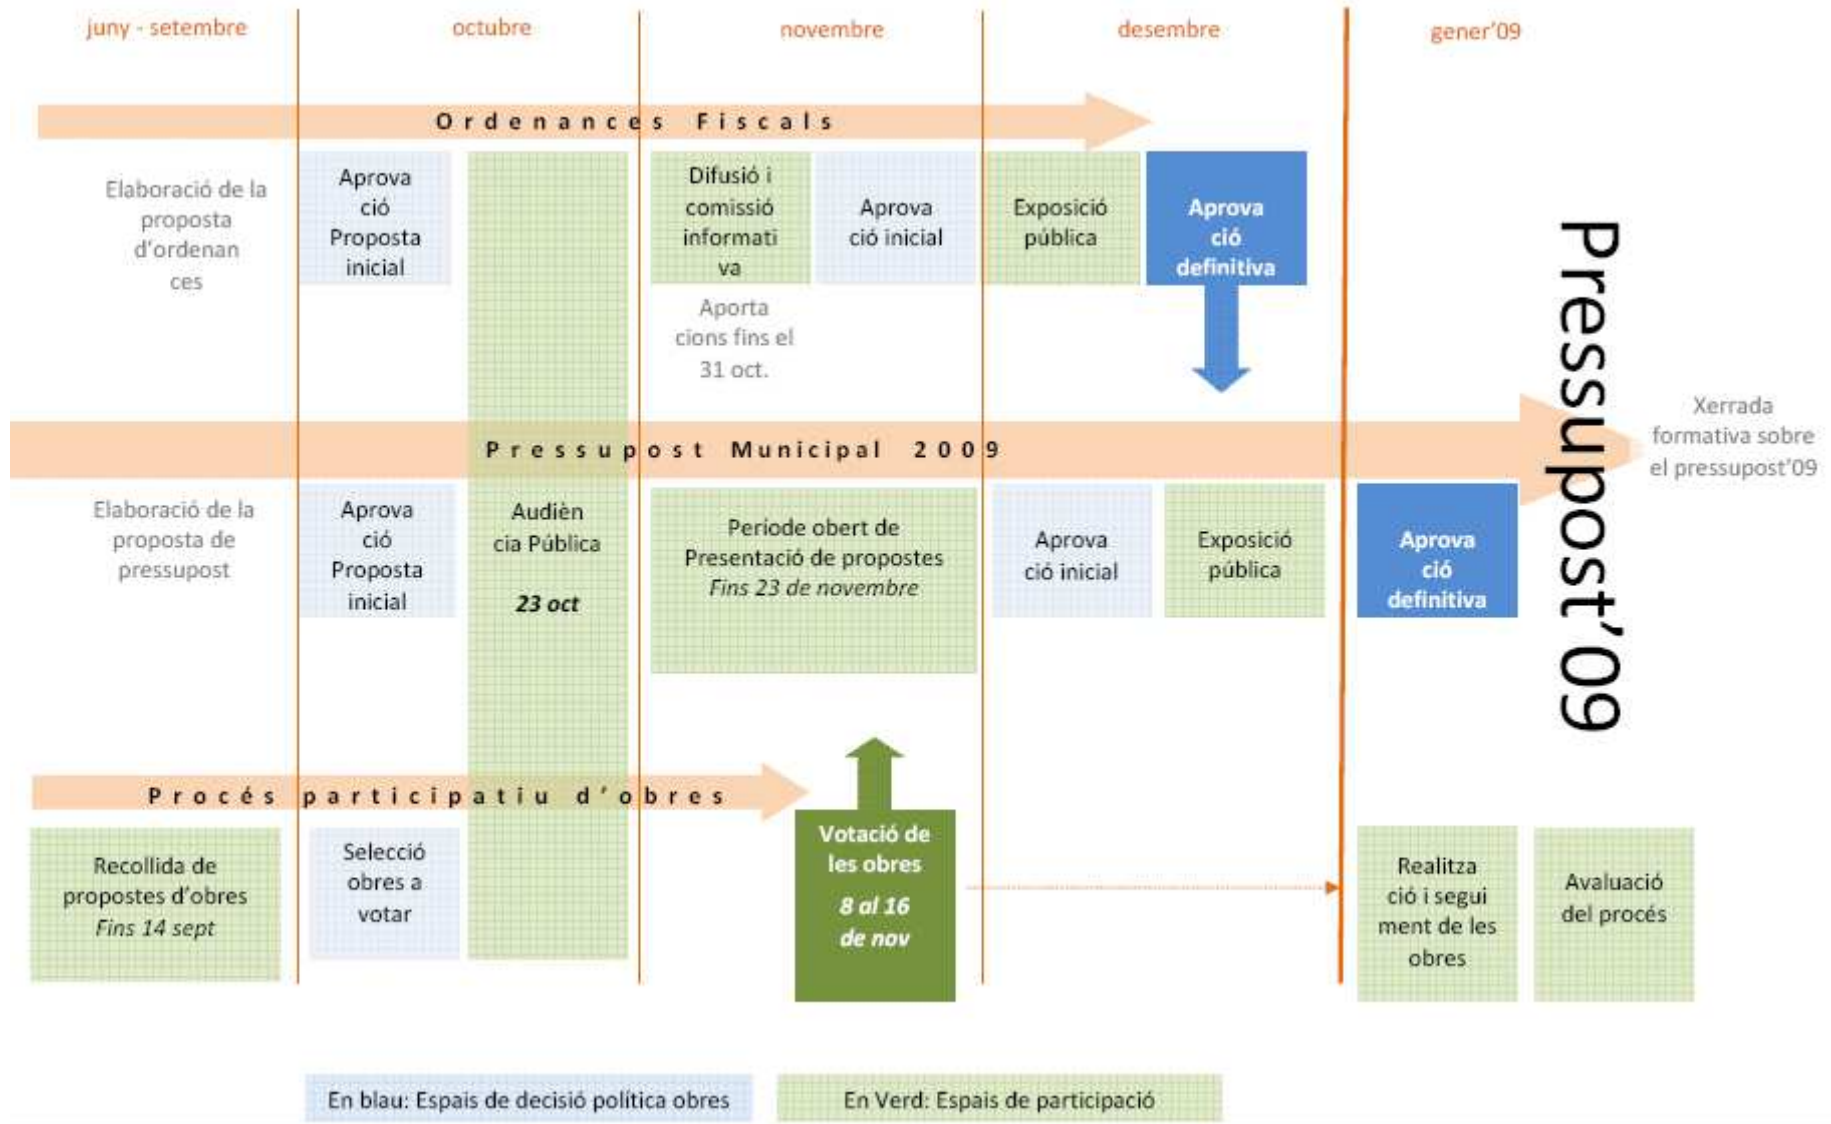 juny - setembre
octubre
novembre
desembre
gener'09
Ordenances Fiscals
Elaboració de la
proposta
d'ordenan
ces
Aprova
ció
Proposta
inicial
Difusió i
comissió
informati
va
Aprova
ció inicial
Exposició
pública
Aprova
ció
definitiva
Aporta
cions fins el
31 oct.
Pressupost Municipal 2009
Elaboració de la
proposta de
pressupost
Aprova
ció
Proposta
inicial
Audièn
cia Pública
23 oct
Període obert de
Presentació de propostes
Fins 23 de novembre
Aprova
ció inicial
Exposició
pública
Aprova
ció
definitiva
Pressupost'09
Xerrada
formativa sobre
el pressupost'09
Procés participatiu d'obres
Recollida de
propostes d'obres
Fins 14 sept
Selecció
obres a
votar
Votació de
les obres
8 al 16
de nov
Realitza
ció i segui
ment de les
obres
Avaluació
del procés
En blau: Espais de decisió política obres
En Verd: Espais de participació